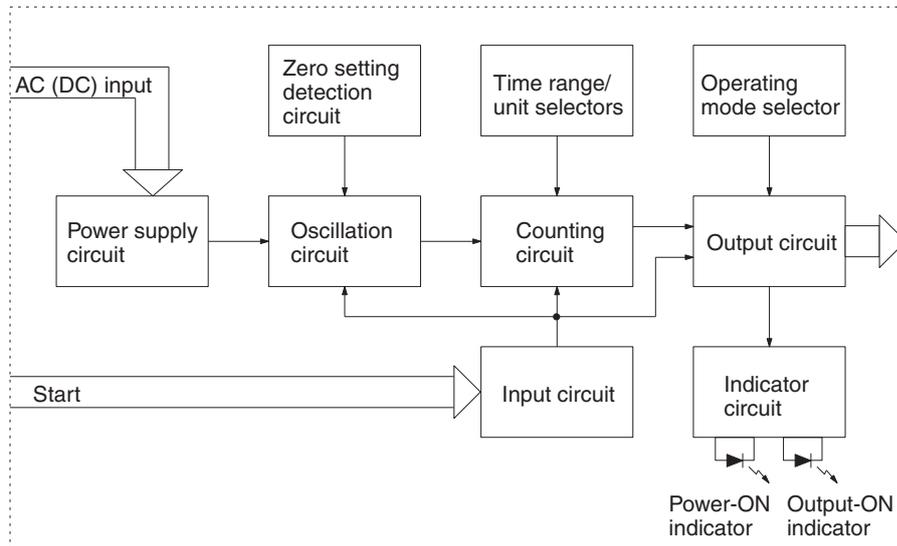 AC (DC) input
Zero setting
detection
circuit
Time range/
unit selectors
Operating
mode selector
Power supply
circuit
Oscillation
circuit
Counting
circuit
Output circuit
Start
Input circuit
Indicator
circuit
Power-ON
indicator
Output-ON
indicator